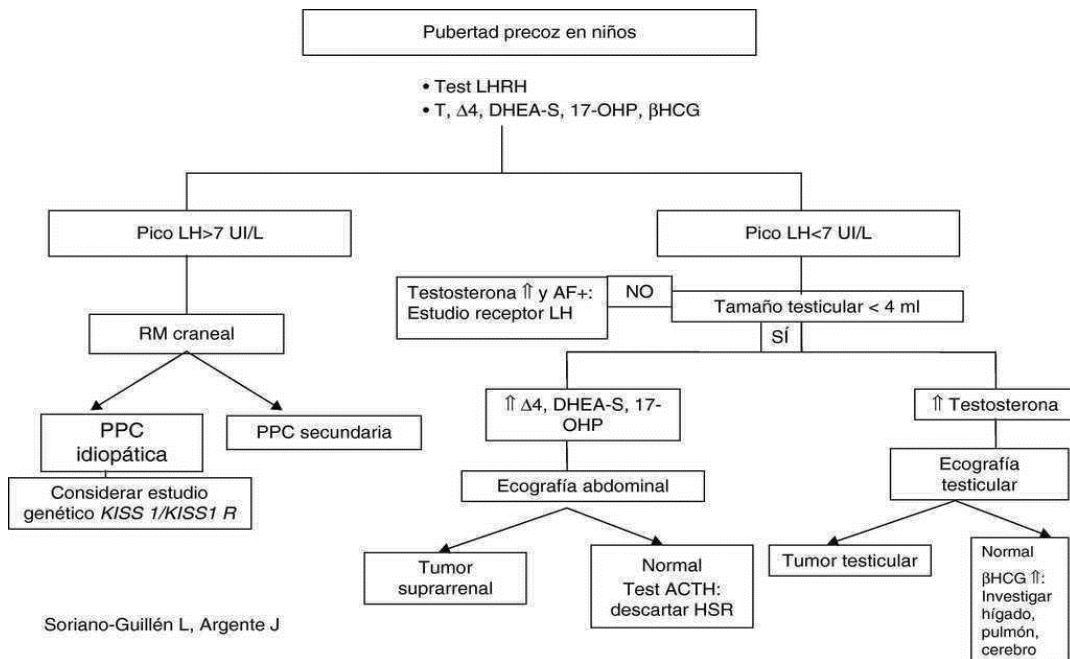 Pubertad precoz en niños
• Test LHRH
• T, Δ4, DHEA-S, 17-OHP, βHCG
Pico LH>7 UI/L
Pico LH<7 UI/L
Testosterona ⇑ y AF+:
Estudio receptor LH
NO
Tamaño testicular < 4 ml
SÍ
RM craneal
PPC
idiopática
PPC secundaria
Considerar estudio
genético KISS 1/KISS1 R
⇑ Δ4, DHEA-S, 17-
OHP
⇑ Testosterona
Ecografía abdominal
Ecografía
testicular
Tumor
suprarrenal
Normal
Test ACTH:
descartar HSR
Tumor testicular
Normal
βHCG ⇑:
Investigar
hígado,
pulmón,
cerebro
Soriano-Guillén L, Argente J